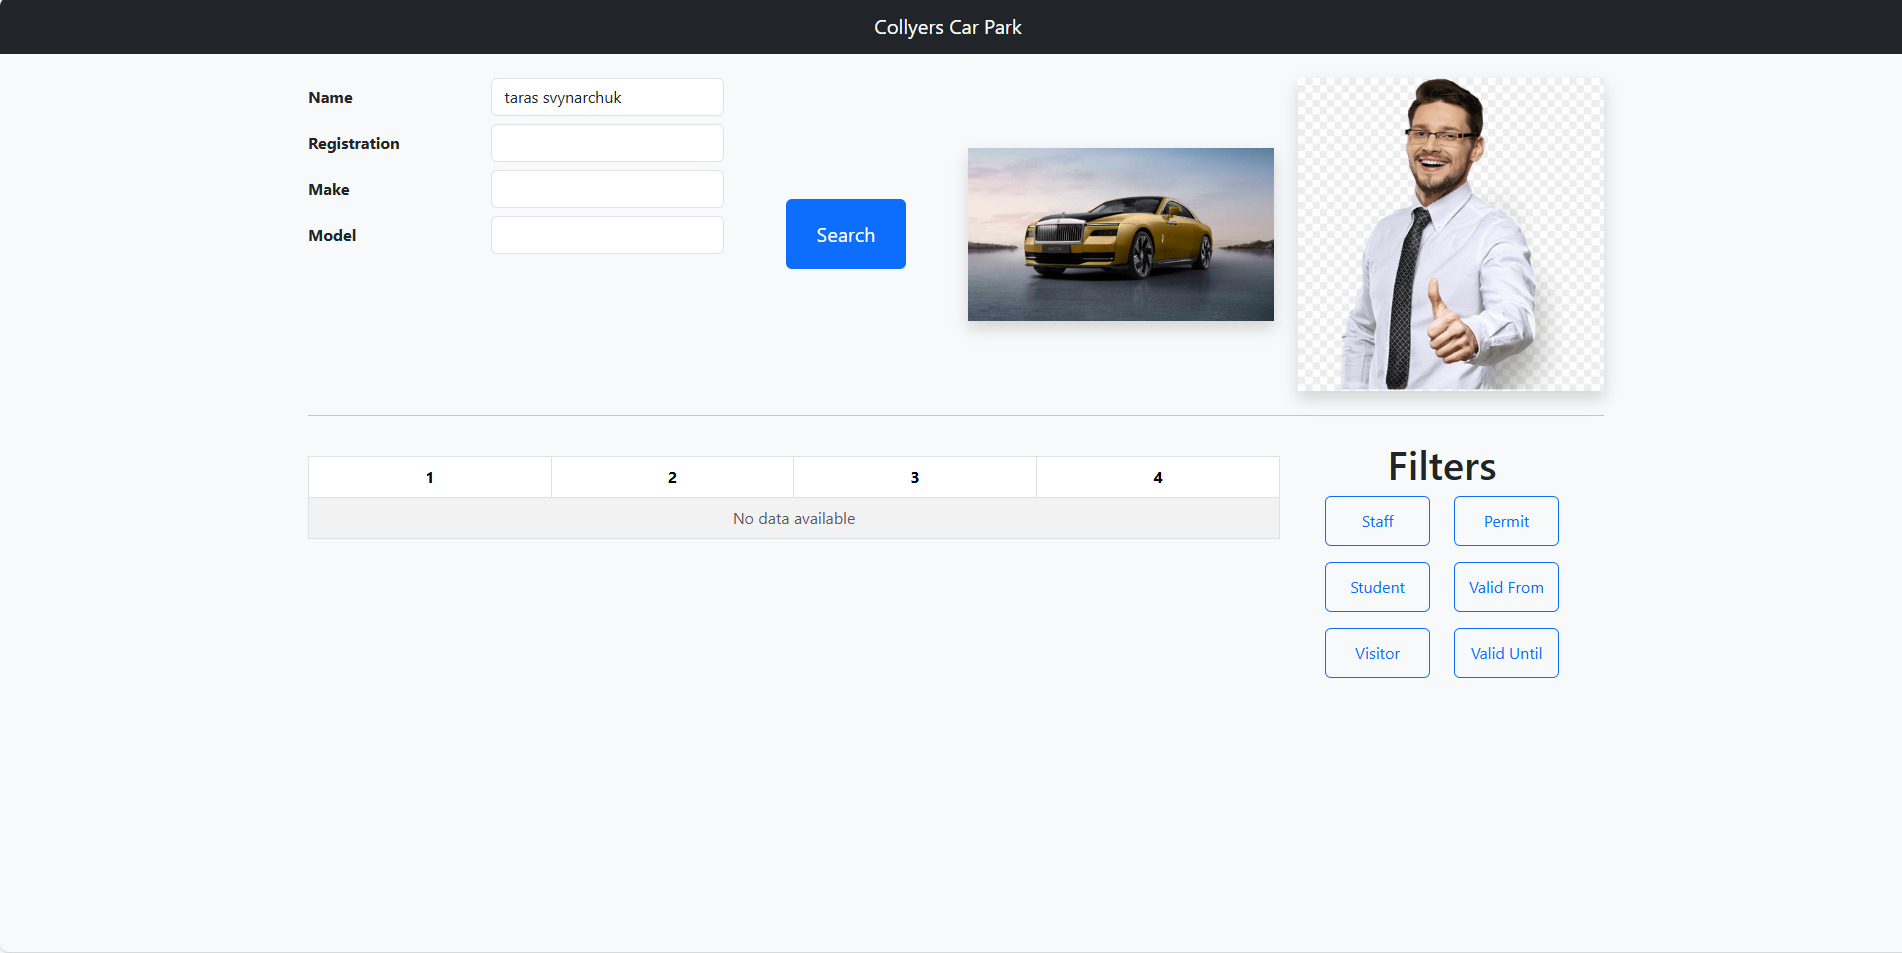 Collyers Car Park
Name
taras svynarchuk
Registration
Make
Model
Search
1 2 3 4
No data available
Filters
Staff Permit
Student Valid From
Visitor Valid Until